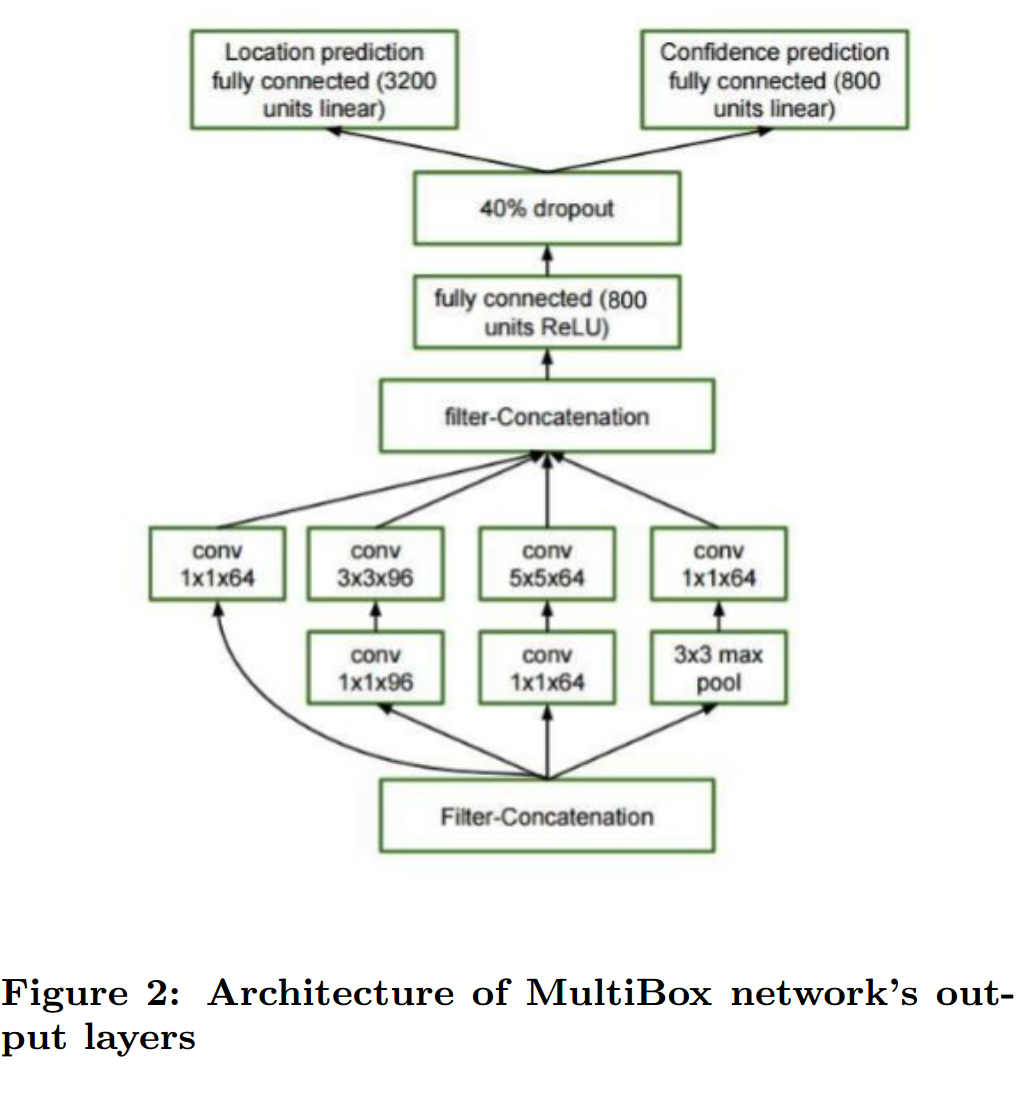 Location prediction
fully connected (3200
units linear)
Confidence prediction
fully connected (800
units linear)
40% dropout
fully connected (800
units ReLU)
filter-Concatenation
conv
1x1x64
conv
3x3x96
conv
5x5x64
conv
1x1x64
conv
1x1x96
conv
1x1x64
3x3 max
pool
Filter-Concatenation
Figure 2: Architecture of MultiBox network's out-
put layers